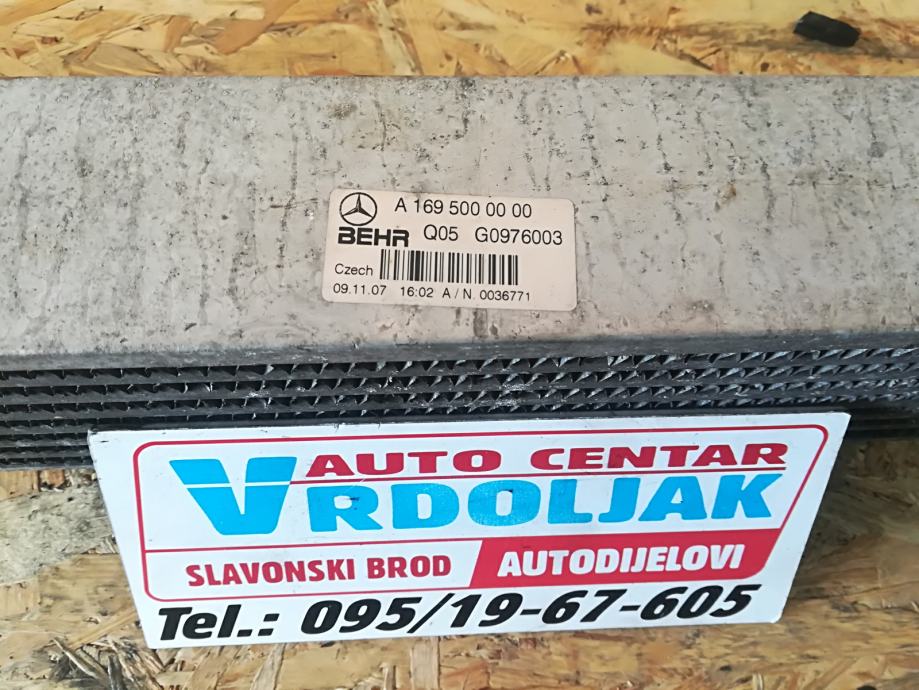 A 169 500 00 00
BEHR Q05 G0976003
Czech
09.11.07 16:02 A / N. 0036771
AUTO CENTAR
VRDOLJAK
SLAVONSKI BROD AUTODIJELOVI
Tel.: 095/19-67-605